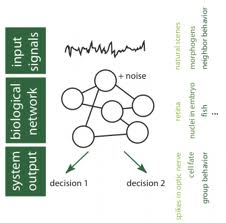 input
signals
+ noise
natural scenes
morphogens
neighbor behavior
biological
network
retina
nuclei in embryo
fish
...
system
output
decision 1
decision 2
spikes in optic nerve
cell fate
group behavior